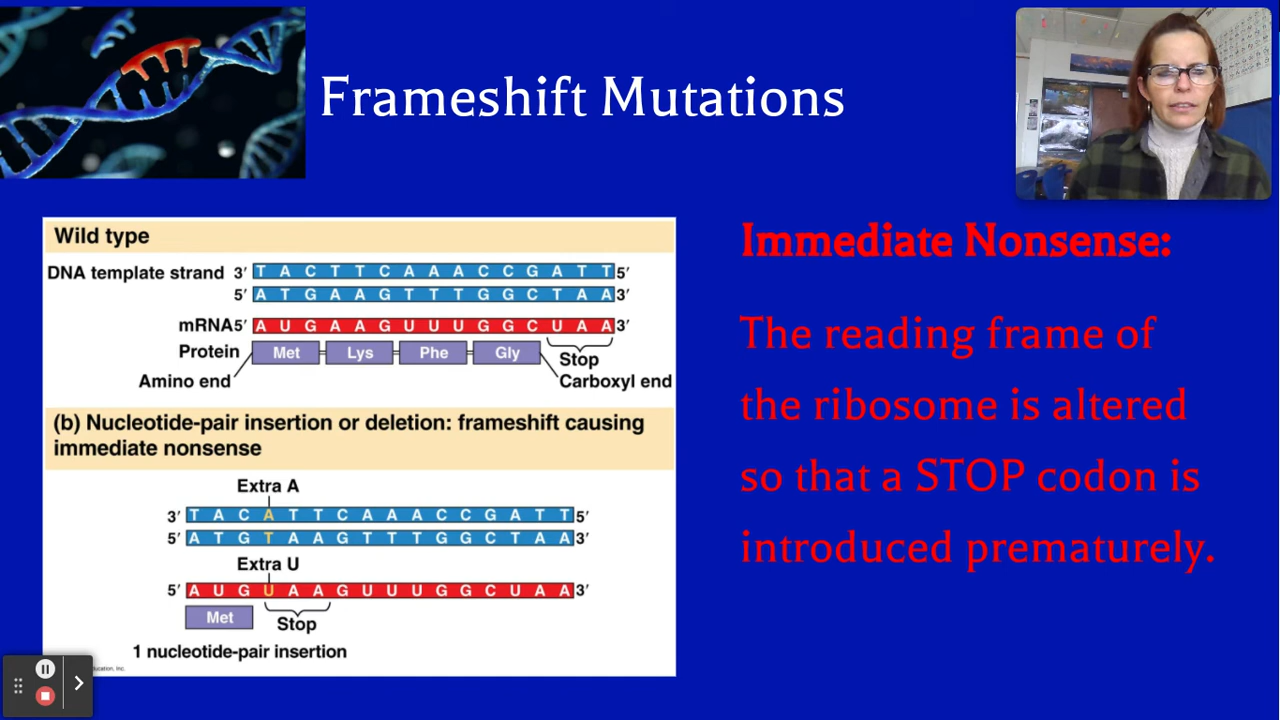 Frameshift Mutations
Wild type
DNA template strand 3′ T A C T T C A A A C C G A T T 5′
5′ A T G A A G T T T G G C T A A 3′
mRNA 5′ A U G A A G U U U G G C U A A 3′
Protein Met Lys Phe Gly Stop
Amino end Carboxyl end
(b) Nucleotide-pair insertion or deletion: frameshift causing
immediate nonsense
Extra A
3′ T A C A T T C A A A C C G A T T 5′
5′ A T G T A A G T T T G G C T A A 3′
Extra U
5′ A U G U A A G U U U G G C U A A 3′
Met Stop
1 nucleotide-pair insertion
Immediate Nonsense:
The reading frame of
the ribosome is altered
so that a STOP codon is
introduced prematurely.